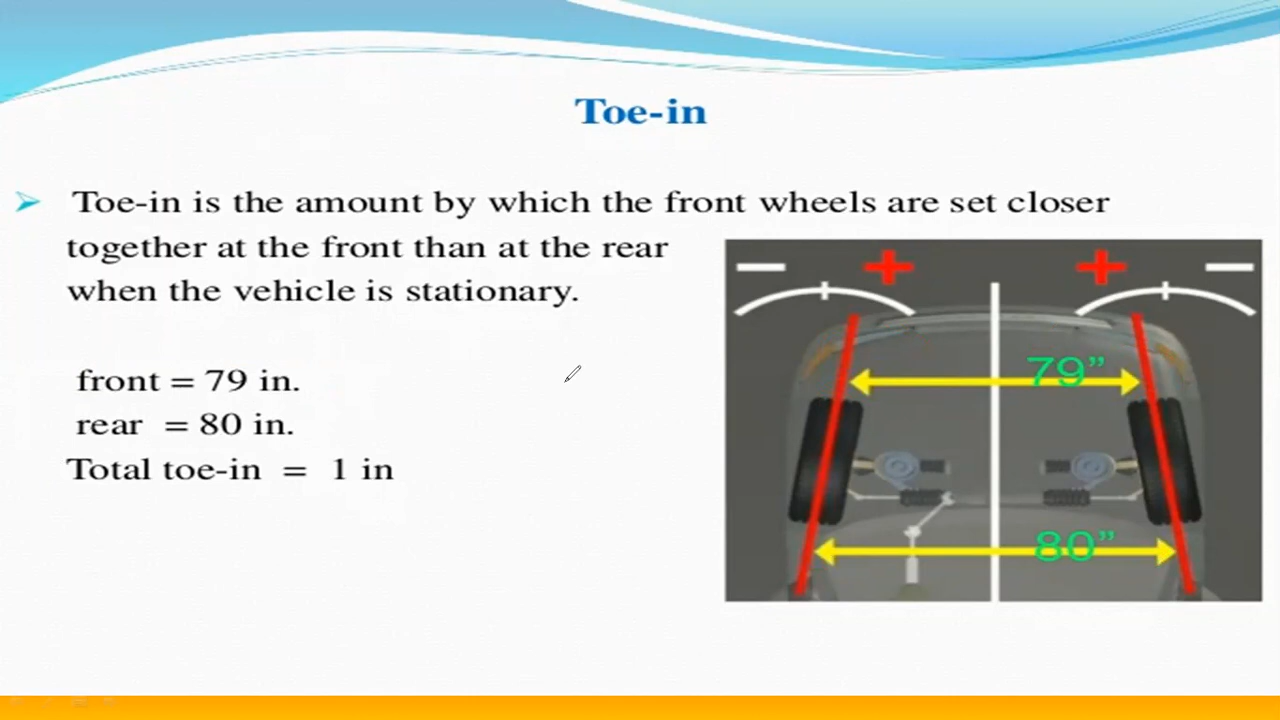 Toe-in
Toe-in is the amount by which the front wheels are set closer
together at the front than at the rear
when the vehicle is stationary.
front = 79 in.
rear = 80 in.
Total toe-in = 1 in
− + + −
79”
80”